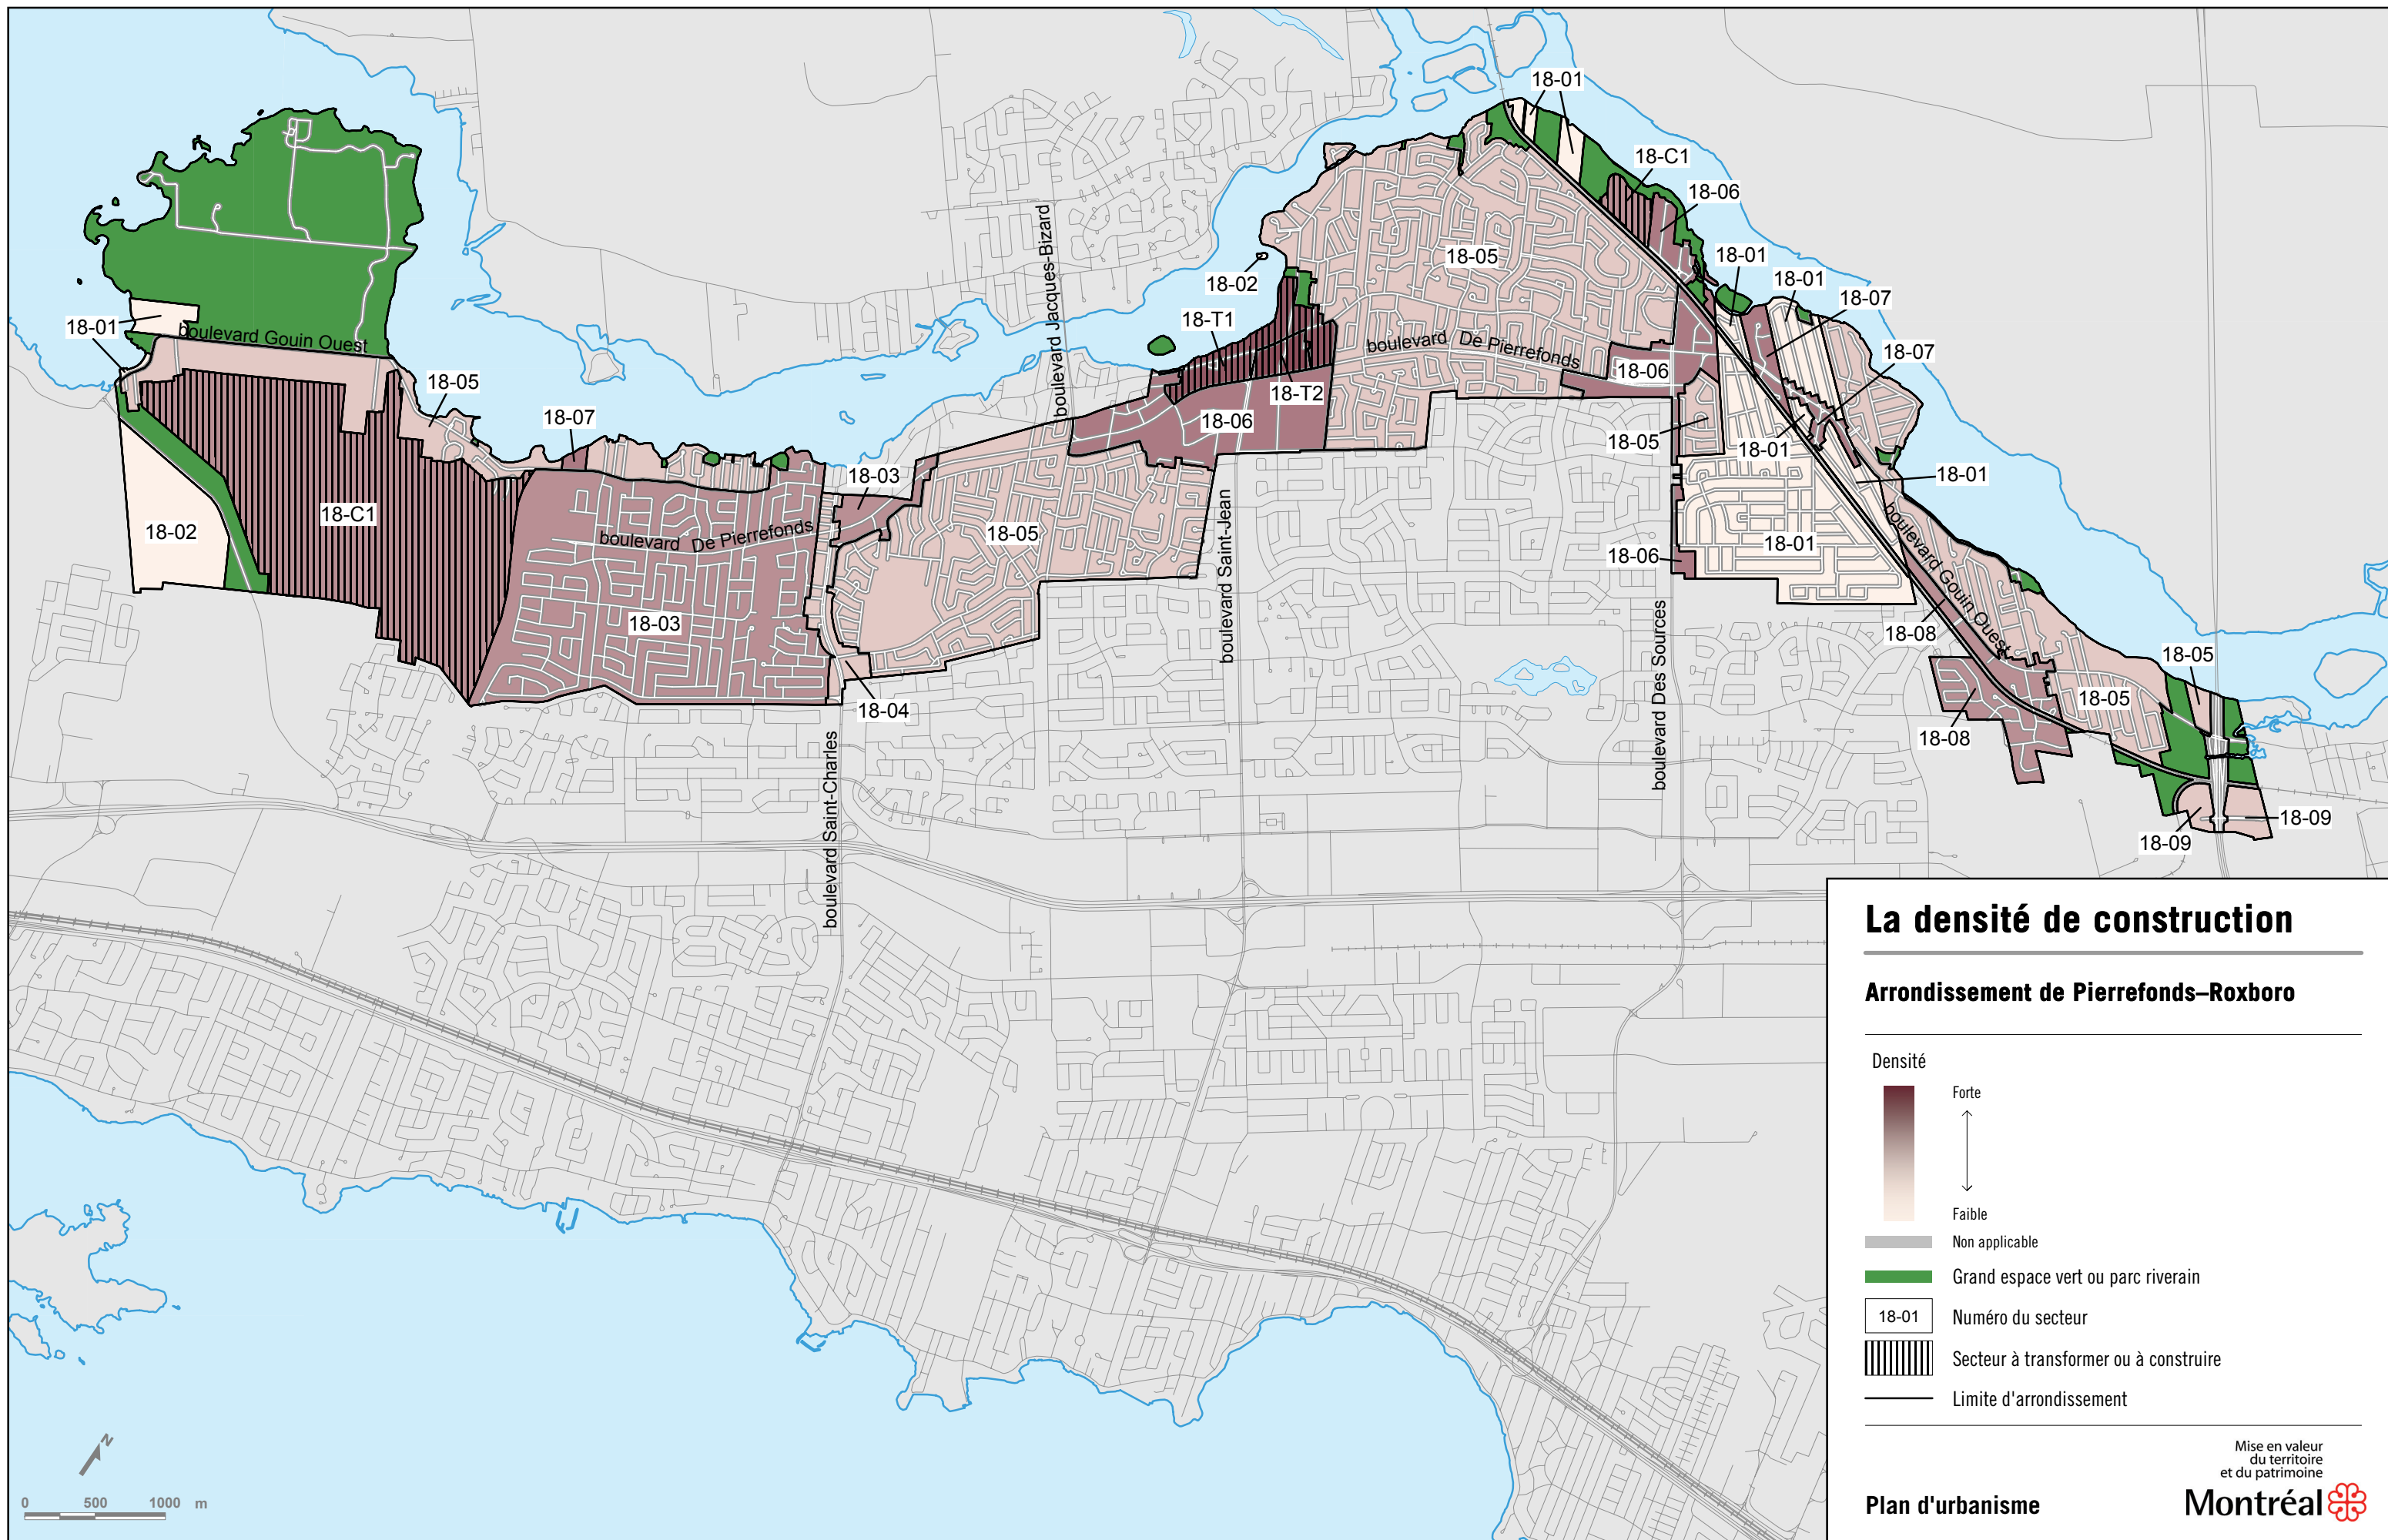 18-01
18-C1
18-06
18-01
18-05
18-01
18-02
18-07
boulevard Jacques-Bizard
18-T1
18-01
boulevard Gouin Ouest
boulevard De Pierrefonds
18-07
18-06
18-05
18-T2
18-07
18-06
18-05
18-01
18-03
18-01
18-C1
18-02
boulevard De Pierrefonds
18-05
18-01
boulevard Saint-Jean
18-06
boulevard Gouin Ouest
18-03
18-08
boulevard Des Sources
18-05
18-05
18-04
18-08
boulevard Saint-Charles
18-09
18-09
La densité de construction
Arrondissement de Pierrefonds–Roxboro
Densité
Forte
Faible
Non applicable
Grand espace vert ou parc riverain
18-01 Numéro du secteur
Secteur à transformer ou à construire
Limite d'arrondissement
Mise en valeur
du territoire
et du patrimoine
Plan d'urbanisme
Montréal
N
0 500 1000 m